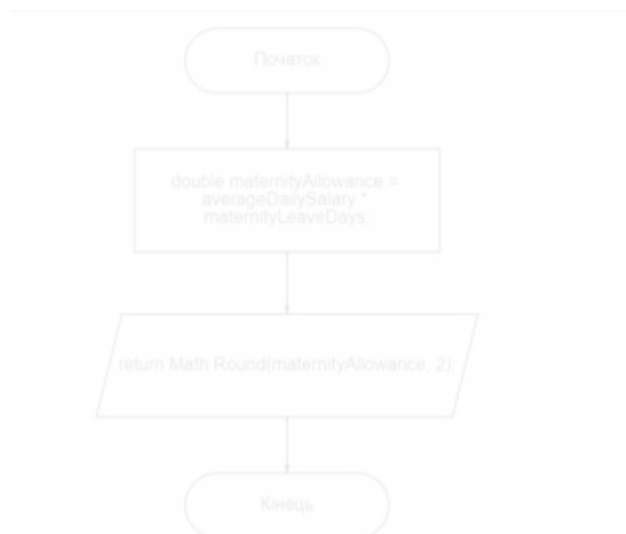 Початок
double maternityAllowance =
averageDailySalary *
maternityLeaveDays;
return Math.Round(maternityAllowance, 2);
Кінець